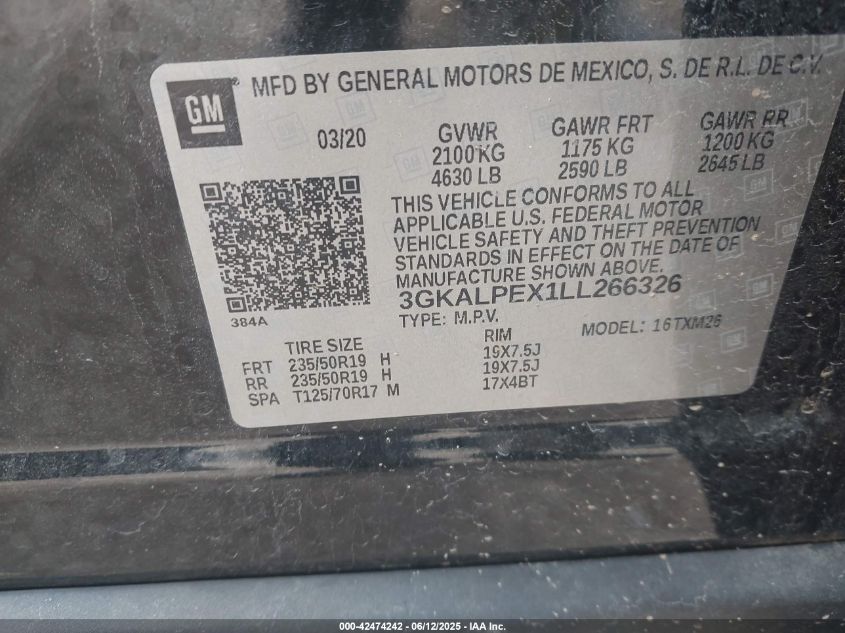 GM
MFD BY GENERAL MOTORS DE MEXICO, S. DE R.L. DE C.V.
03/20
GVWR GAWR FRT GAWR RR
2100 KG 1175 KG 1200 KG
4630 LB 2590 LB 2645 LB
THIS VEHICLE CONFORMS TO ALL
APPLICABLE U.S. FEDERAL MOTOR
VEHICLE SAFETY AND THEFT PREVENTION
STANDARDS IN EFFECT ON THE DATE OF
MANUFACTURE SHOWN ABOVE.
3GKALPEX1LL266326
384A
TYPE: M.P.V. MODEL: 16TXM26
TIRE SIZE RIM
FRT 235/50R19 H 19X7.5J
RR 235/50R19 H 19X7.5J
SPA T125/70R17 M 17X4BT
000-42474242 - 06/12/2025 - IAA Inc.